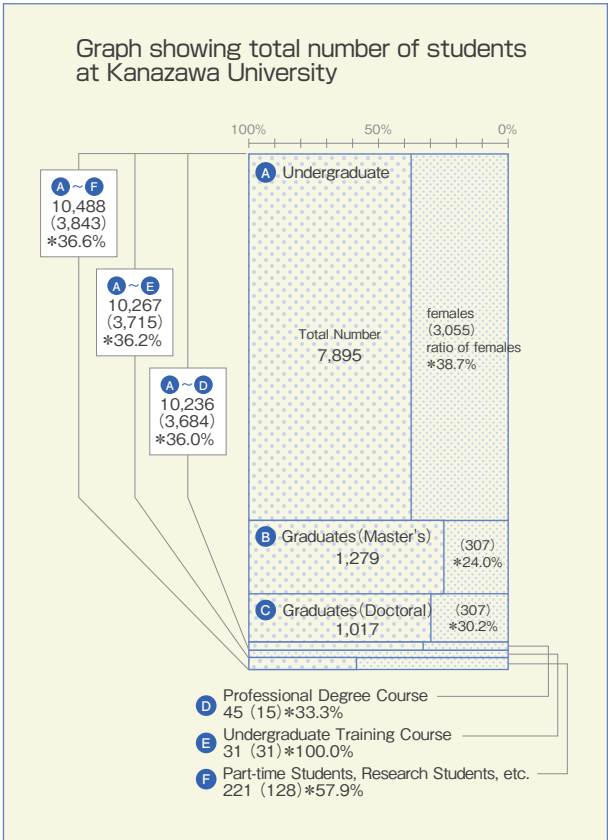 Graph showing total number of students
at Kanazawa University
100% 50% 0%
A Undergraduate
A～F
10,488
(3,843)
*36.6%
A～E
10,267
(3,715)
*36.2%
A～D
10,236
(3,684)
*36.0%
Total Number
7,895
females
(3,055)
ratio of females
*38.7%
B Graduates(Master's)
1,279
(307)
*24.0%
C Graduates(Doctoral)
1,017
(307)
*30.2%
D Professional Degree Course
45 (15)*33.3%
E Undergraduate Training Course
31 (31)*100.0%
F Part-time Students, Research Students, etc.
221 (128)*57.9%